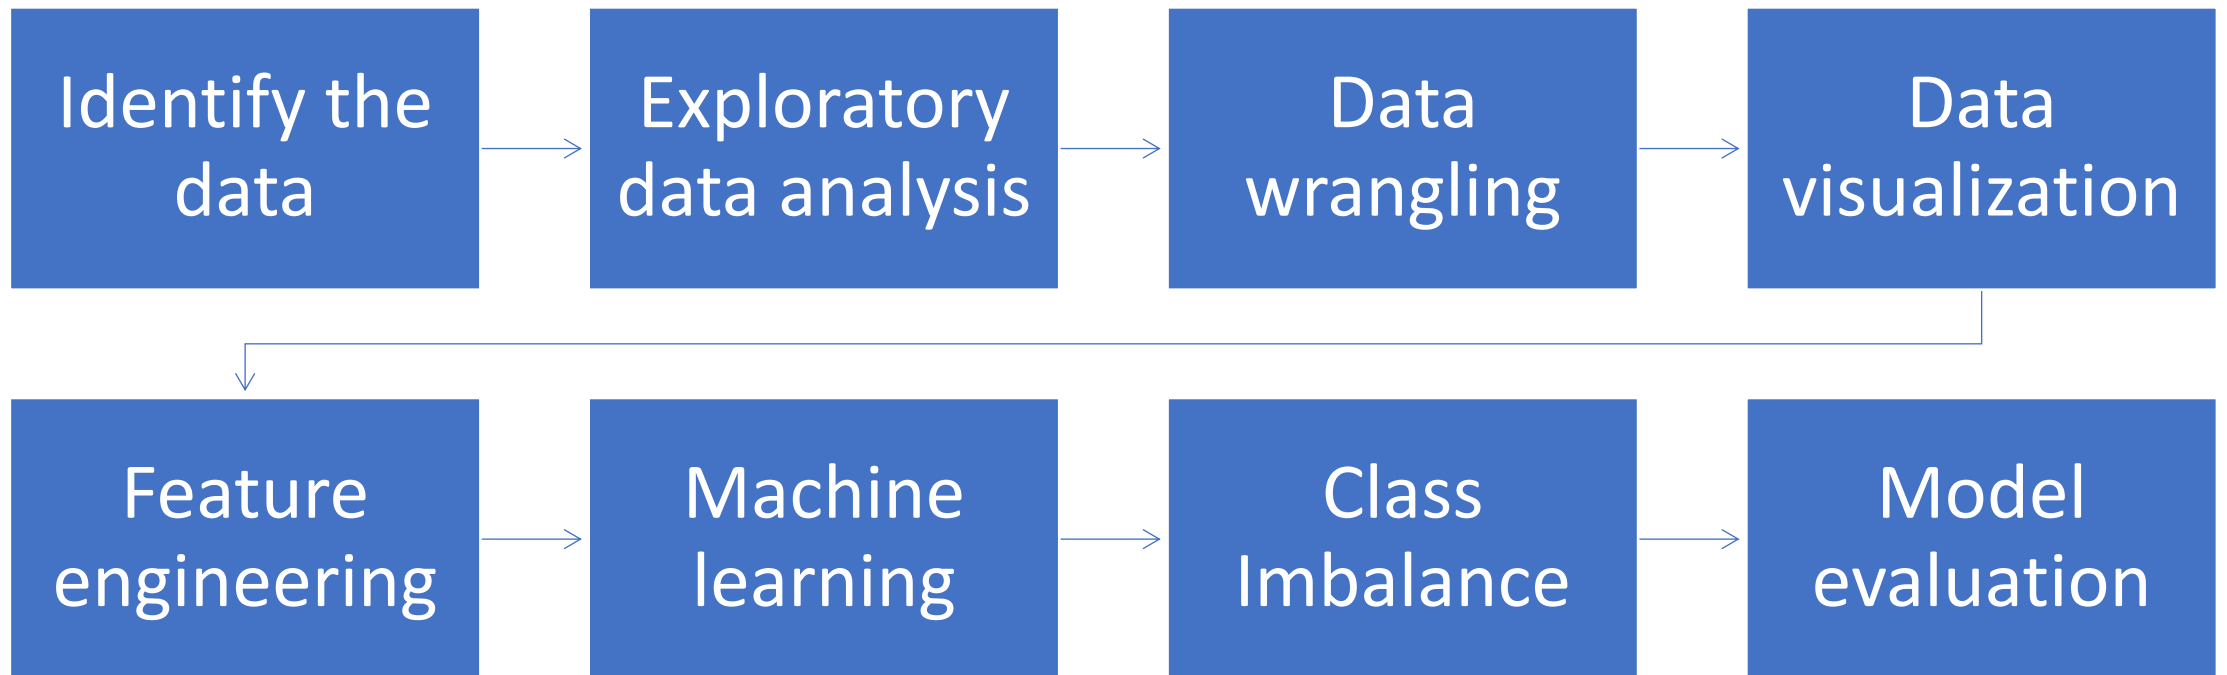 Identify the
data
Exploratory
data analysis
Data
wrangling
Data
visualization
Feature
engineering
Machine
learning
Class
Imbalance
Model
evaluation